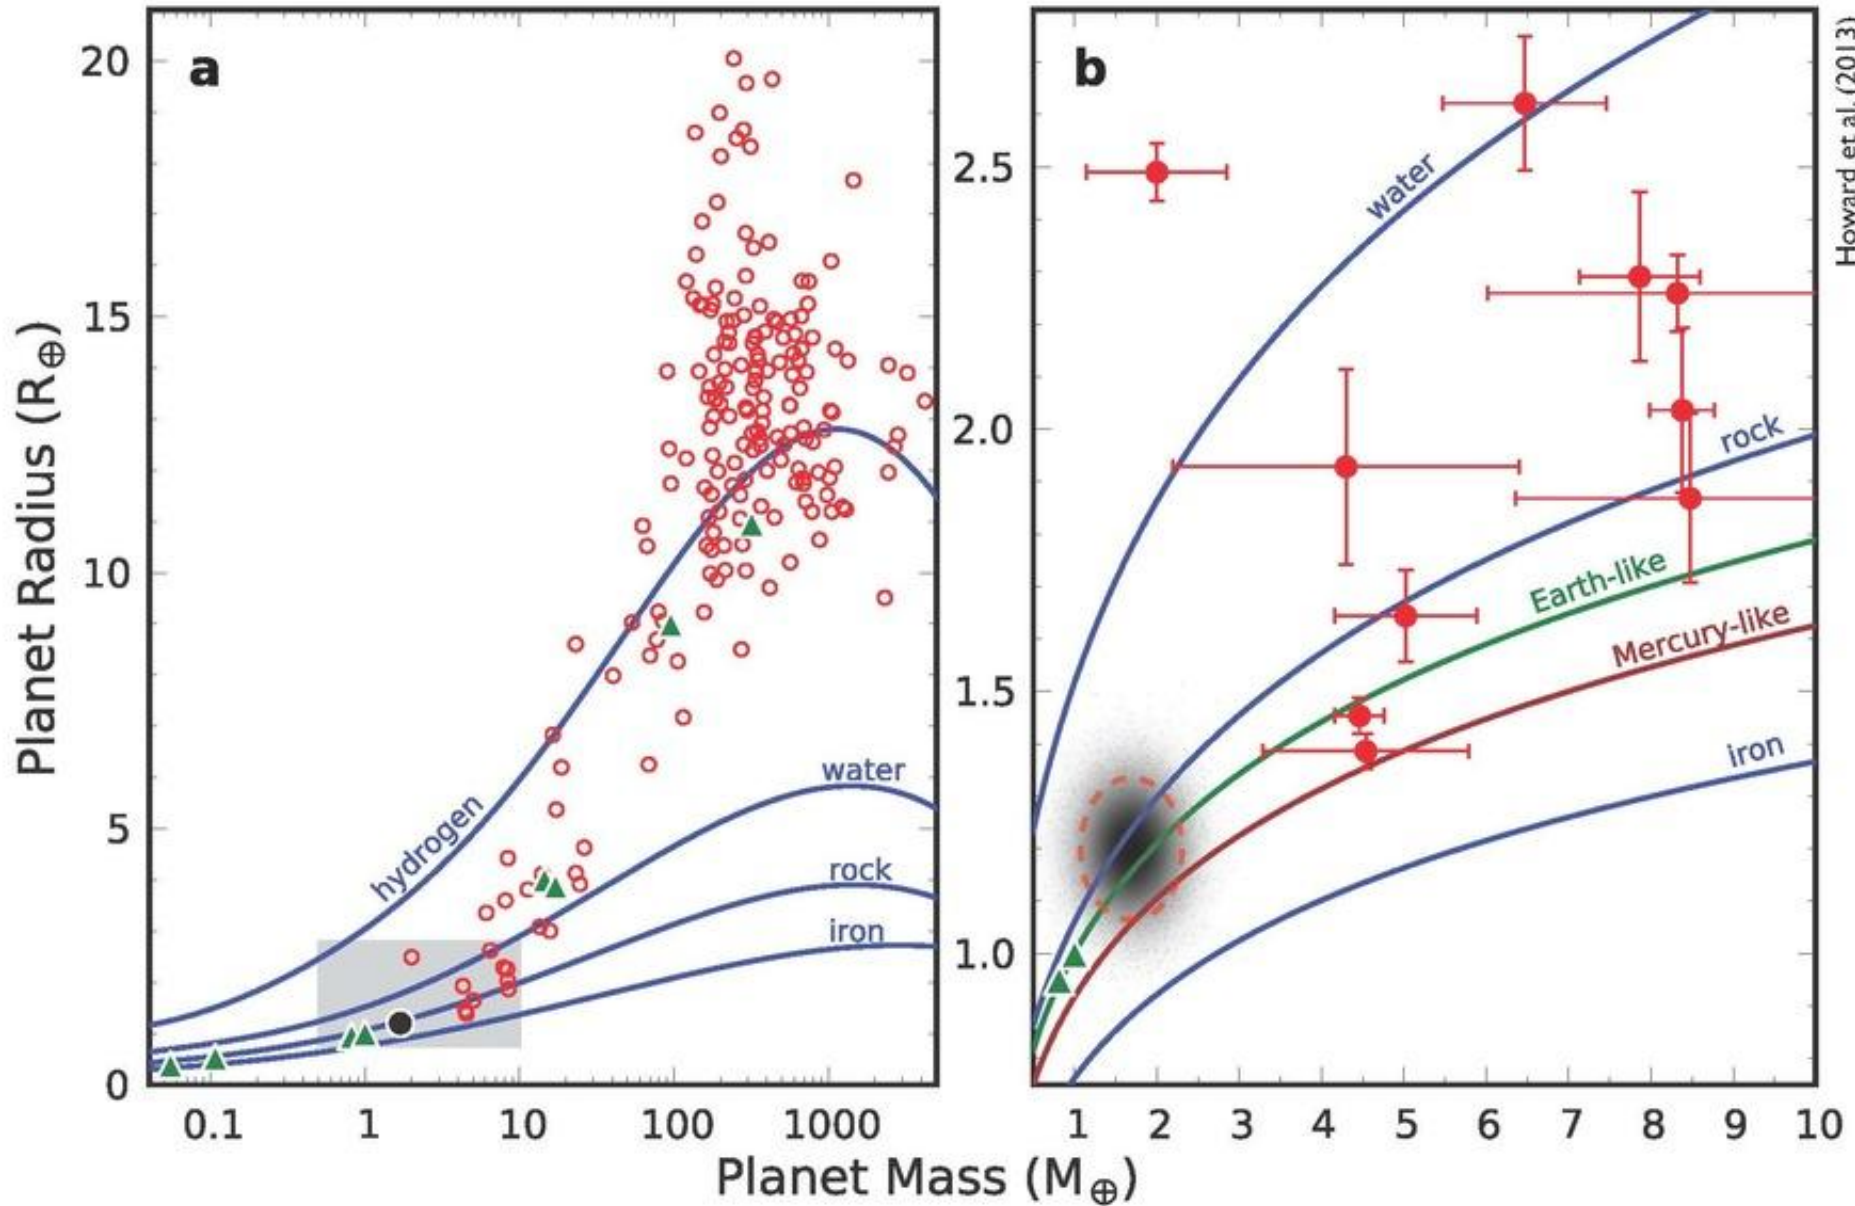 a
20
15
10
5
0
0.1 1 10 100 1000
Planet Radius (R⊕)
hydrogen
water
rock
iron
b
2.5
2.0
1.5
1.0
1 2 3 4 5 6 7 8 9 10
water
rock
Earth-like
Mercury-like
iron
Planet Mass (M⊕)
Howard et al. (2013)